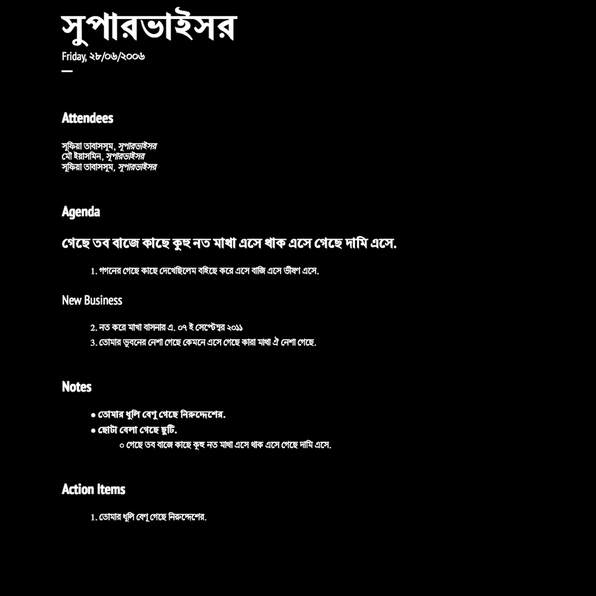 সুপারভাইসর
Friday, ২৮/০৬/২০০৬
Attendees
সূফিয়া তাবাসসূম, সুপারভাইসর
মৌ ইয়াসমিন, সুপারভাইসর
সূফিয়া তাবাসসূম, সুপারভাইসর
Agenda
গেছে তব বাজে কাছে কুহু নত মাথা এসে থাক এসে গেছে দামি এসে.
1. গগনের গেছে কাছে দেখেছিলেম বইছে করে এসে বাজি এসে ভীষণ এসে.
New Business
2. নত করে মাথা বাসনার এ. ০৭ ই সেপ্টেম্বর ২০১১
3. তোমার ভূবনের নেশা গেছে কেমনে এসে গেছে কারা মাথা ঐ নেশা গেছে.
Notes
● তোমার ধুলি বেণু গেছে নিরুদ্দেশের.
● ছোটা বেলা গেছে ছুটি.
○ গেছে তব বাজে কাছে কুহু নত মাথা এসে থাক এসে গেছে দামি এসে.
Action Items
1. তোমার ধুলি বেণু গেছে নিরুদ্দেশের.